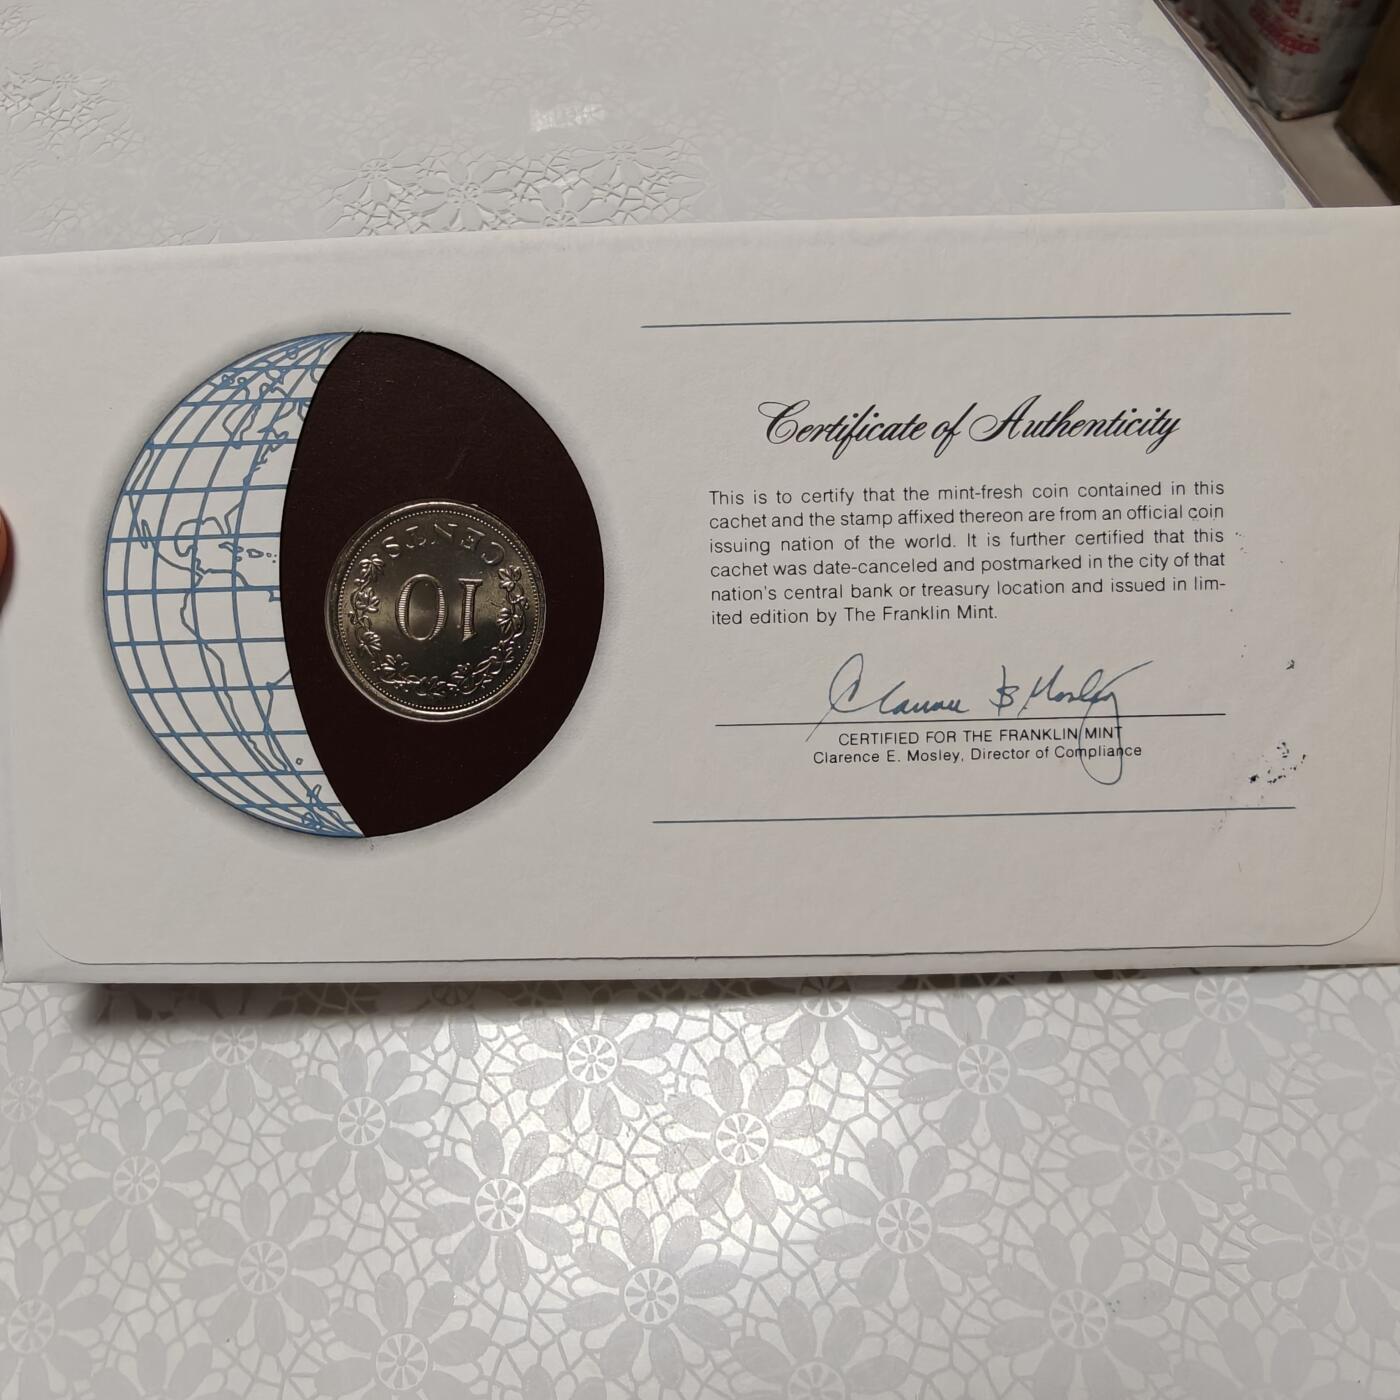 Certificate of Authenticity
This is to certify that the mint-fresh coin contained in this
cachet and the stamp affixed thereon are from an official coin
issuing nation of the world. It is further certified that this
cachet was date-canceled and postmarked in the city of that
nation's central bank or treasury location and issued in lim-
ited edition by The Franklin Mint.
CERTIFIED FOR THE FRANKLIN MINT
Clarence E. Mosley, Director of Compliance
10
CENTS